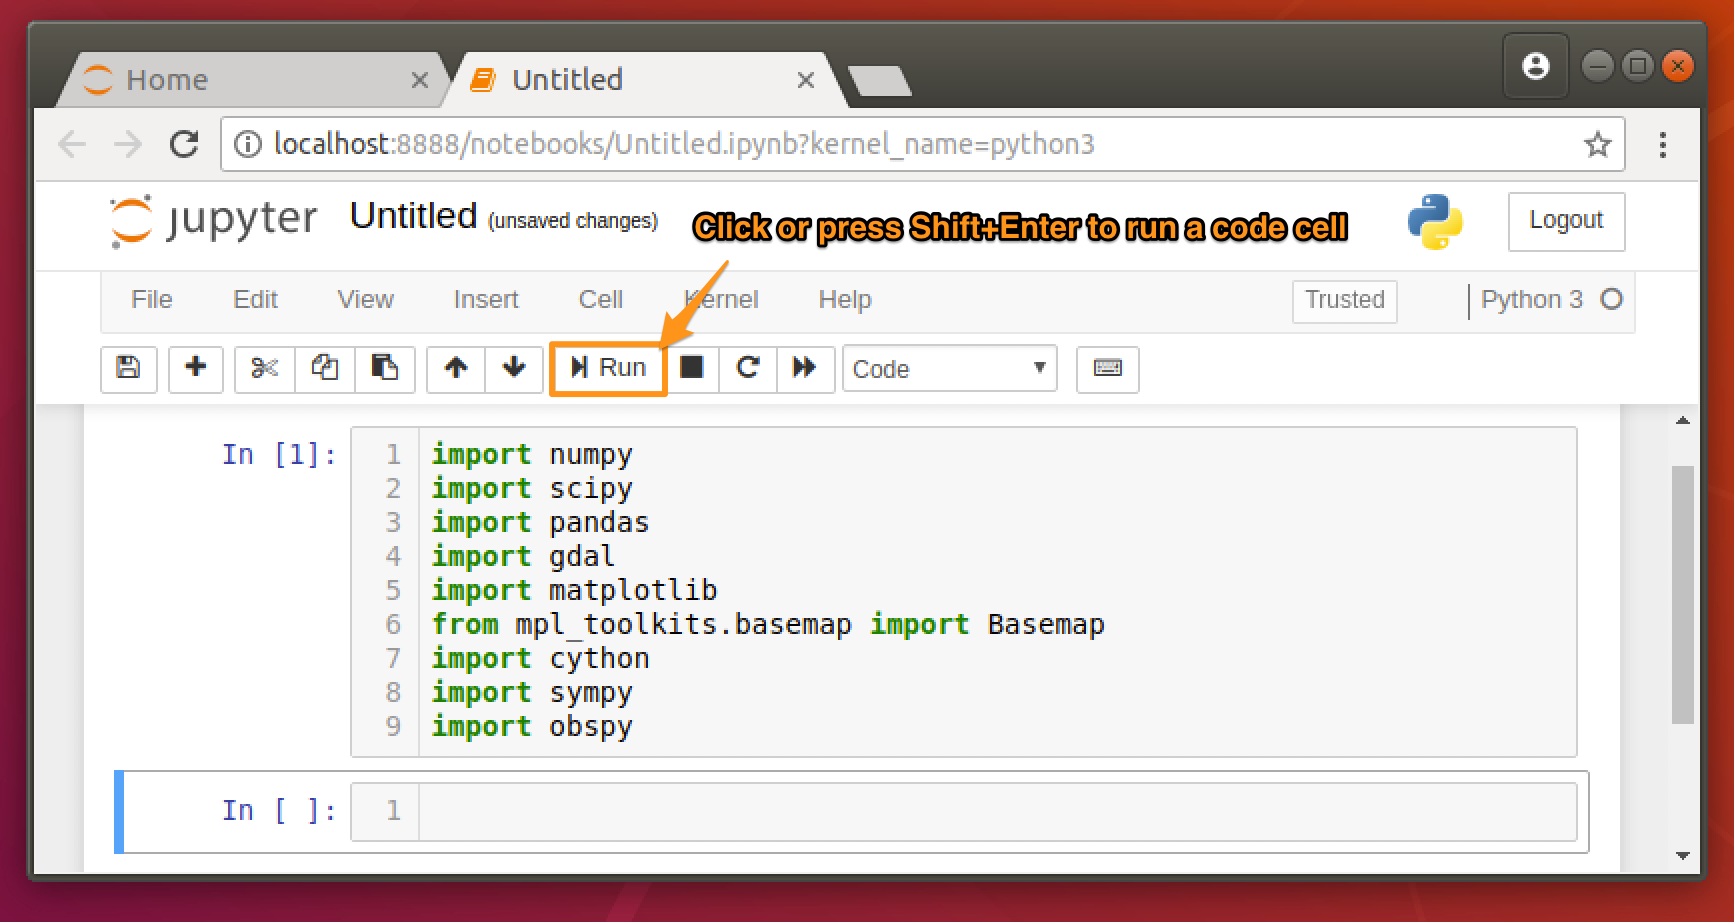 Home
Untitled
localhost:8888/notebooks/Untitled.ipynb?kernel_name=python3
jupyter Untitled (unsaved changes)
Click or press Shift+Enter to run a code cell
Logout
File Edit View Insert Cell Kernel Help
Trusted
Python 3
Run
Code
In [1]:
1 import numpy
2 import scipy
3 import pandas
4 import gdal
5 import matplotlib
6 from mpl_toolkits.basemap import Basemap
7 import cython
8 import sympy
9 import obspy
In [ ]:
1